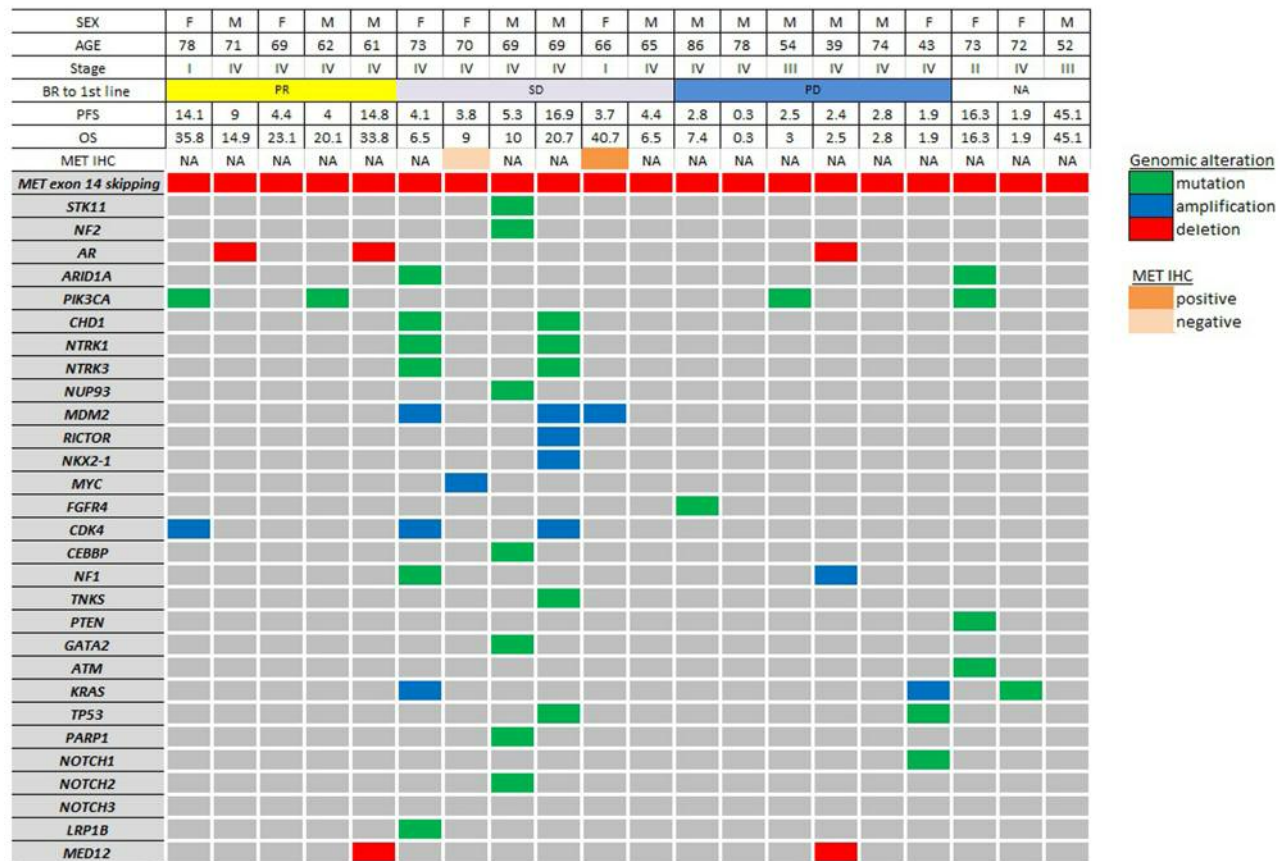 SEX F M F M M F F M M F M M M M M M F F F M
AGE 78 71 69 62 61 73 70 69 69 66 65 86 78 54 39 74 43 73 72 52
Stage I IV IV IV IV IV IV IV IV I IV IV IV III IV IV IV II IV III
BR to 1st line PR SD PD NA
PFS 14.1 9 4.4 4 14.8 4.1 3.8 5.3 16.9 3.7 4.4 2.8 0.3 2.5 2.4 2.8 1.9 16.3 1.9 45.1
OS 35.8 14.9 23.1 20.1 33.8 6.5 9 10 20.7 40.7 6.5 7.4 0.3 3 2.5 2.8 1.9 16.3 1.9 45.1
MET IHC NA NA NA NA NA NA NA NA NA NA NA NA NA NA NA NA NA NA
MET exon 14 skipping
STK11
NF2
AR
ARID1A
PIK3CA
CHD1
NTRK1
NTRK3
NUP93
MDM2
RICTOR
NKX2-1
MYC
FGFR4
CDK4
CEBBP
NF1
TNKS
PTEN
GATA2
ATM
KRAS
TP53
PARP1
NOTCH1
NOTCH2
NOTCH3
LRP1B
MED12
Genomic alteration
mutation
amplification
deletion
MET IHC
positive
negative